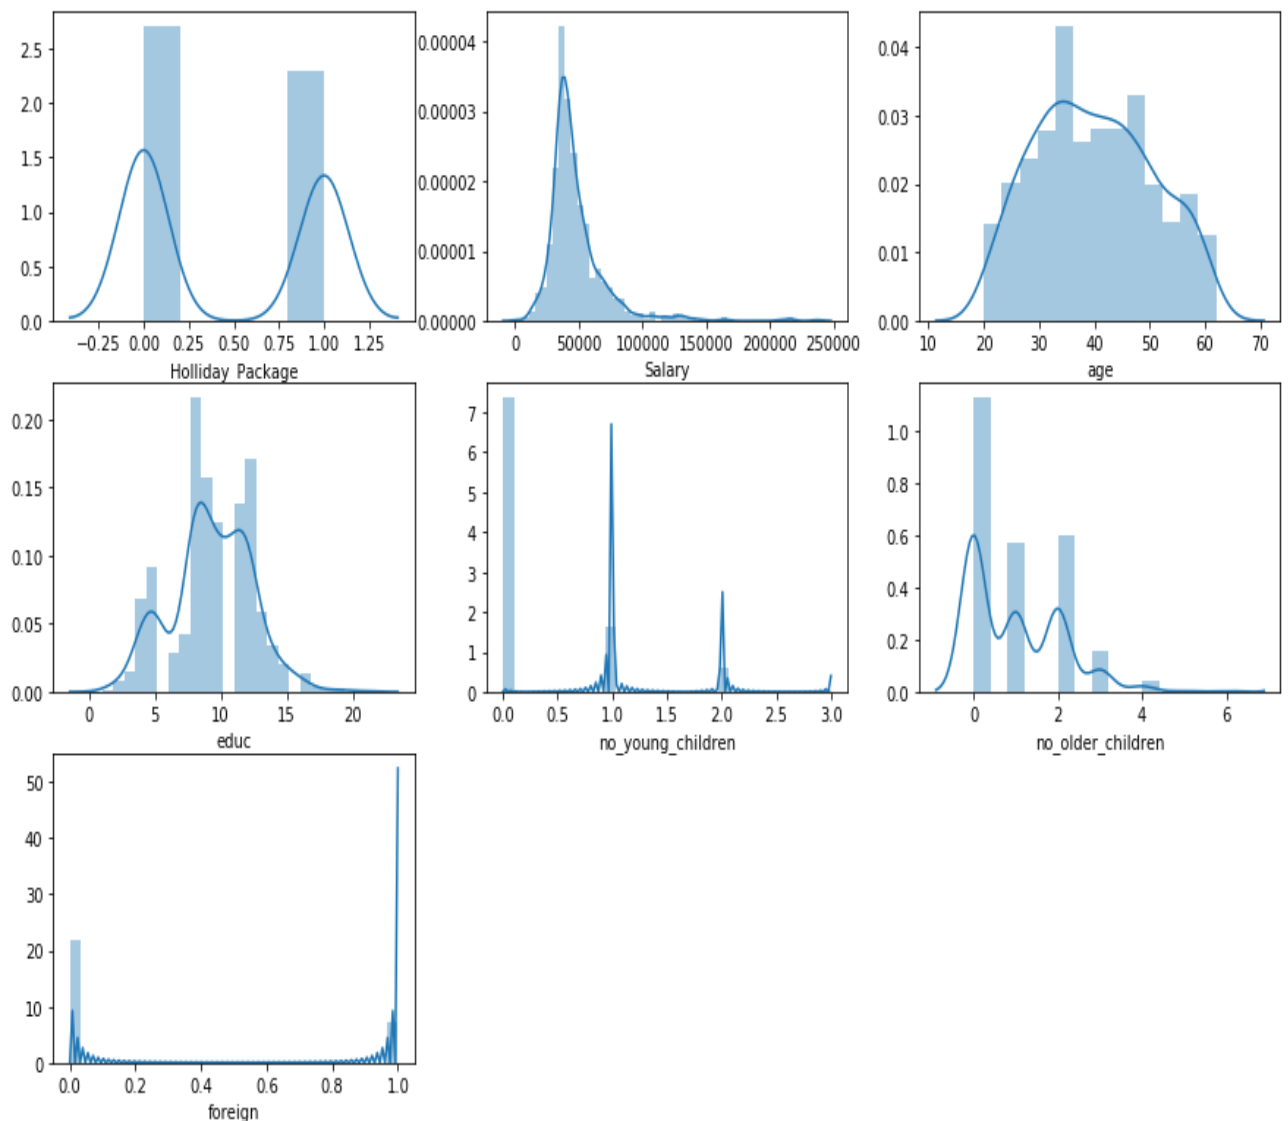 2.5
2.0
1.5
1.0
0.5
0.0
−0.25 0.00 0.25 0.50 0.75 1.00 1.25
Holliday_Package
0.00004
0.00003
0.00002
0.00001
0.00000
0 50000 100000 150000 200000 250000
Salary
0.04
0.03
0.02
0.01
0.00
10 20 30 40 50 60 70
age
0.20
0.15
0.10
0.05
0.00
0 5 10 15 20
educ
7
6
5
4
3
2
1
0
0.0 0.5 1.0 1.5 2.0 2.5 3.0
no_young_children
1.0
0.8
0.6
0.4
0.2
0.0
0 2 4 6
no_older_children
50
40
30
20
10
0
0.0 0.2 0.4 0.6 0.8 1.0
foreign